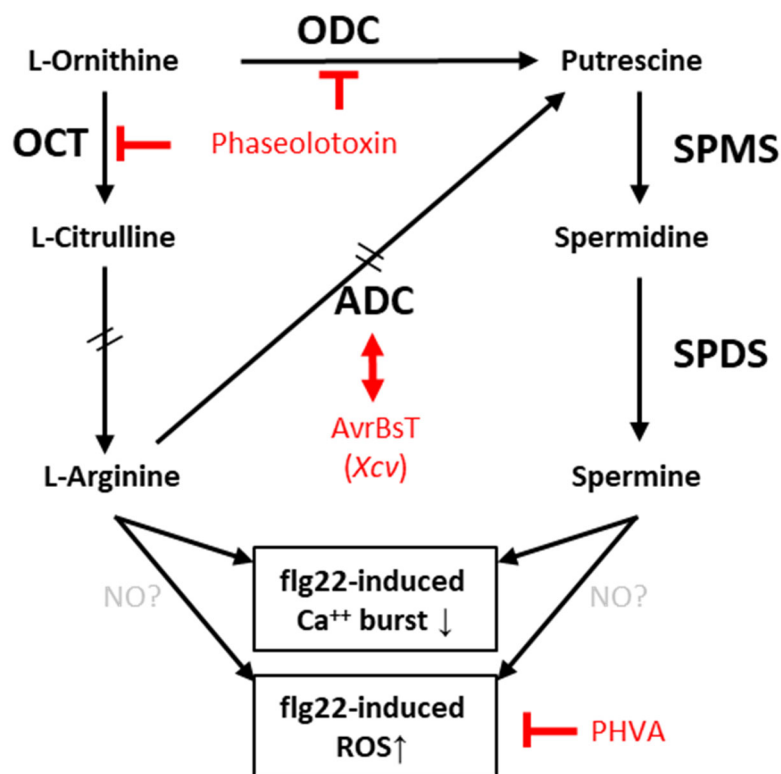 ODC
L-Ornithine
Putrescine
OCT
Phaseolotoxin
SPMS
L-Citrulline
Spermidine
ADC
SPDS
AvrBsT
(Xcv)
L-Arginine
Spermine
NO?
flg22-induced
Ca⁺⁺ burst ↓
NO?
flg22-induced
ROS↑
PHVA